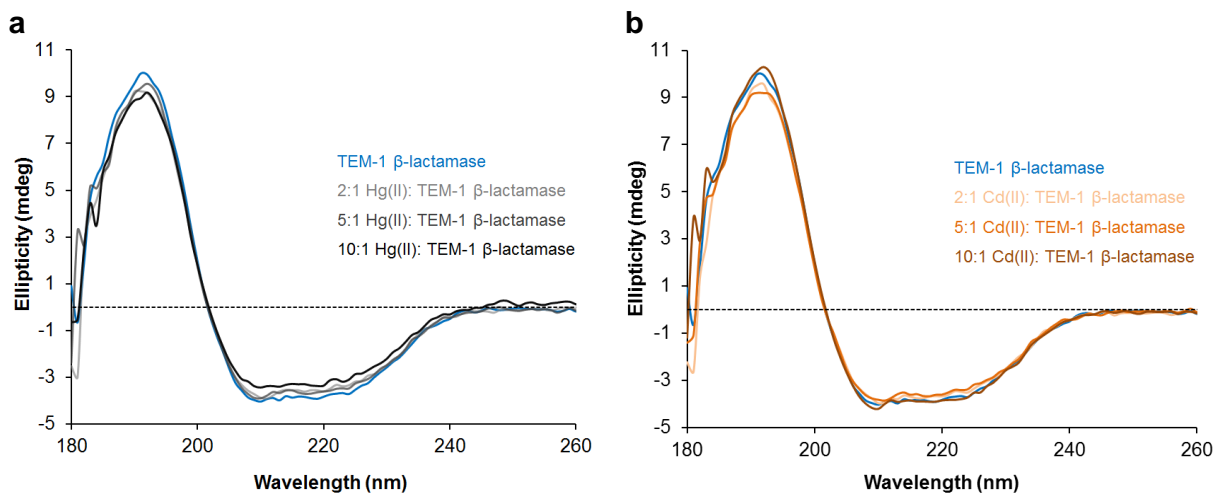 a
11
9
7
5
3
1
-1
-3
-5
180
200
220
240
260
Ellipticity (mdeg)
Wavelength (nm)
TEM-1 β-lactamase
2:1 Hg(II): TEM-1 β-lactamase
5:1 Hg(II): TEM-1 β-lactamase
10:1 Hg(II): TEM-1 β-lactamase
b
11
9
7
5
3
1
-1
-3
-5
180
200
220
240
260
Ellipticity (mdeg)
Wavelength (nm)
TEM-1 β-lactamase
2:1 Cd(II): TEM-1 β-lactamase
5:1 Cd(II): TEM-1 β-lactamase
10:1 Cd(II): TEM-1 β-lactamase